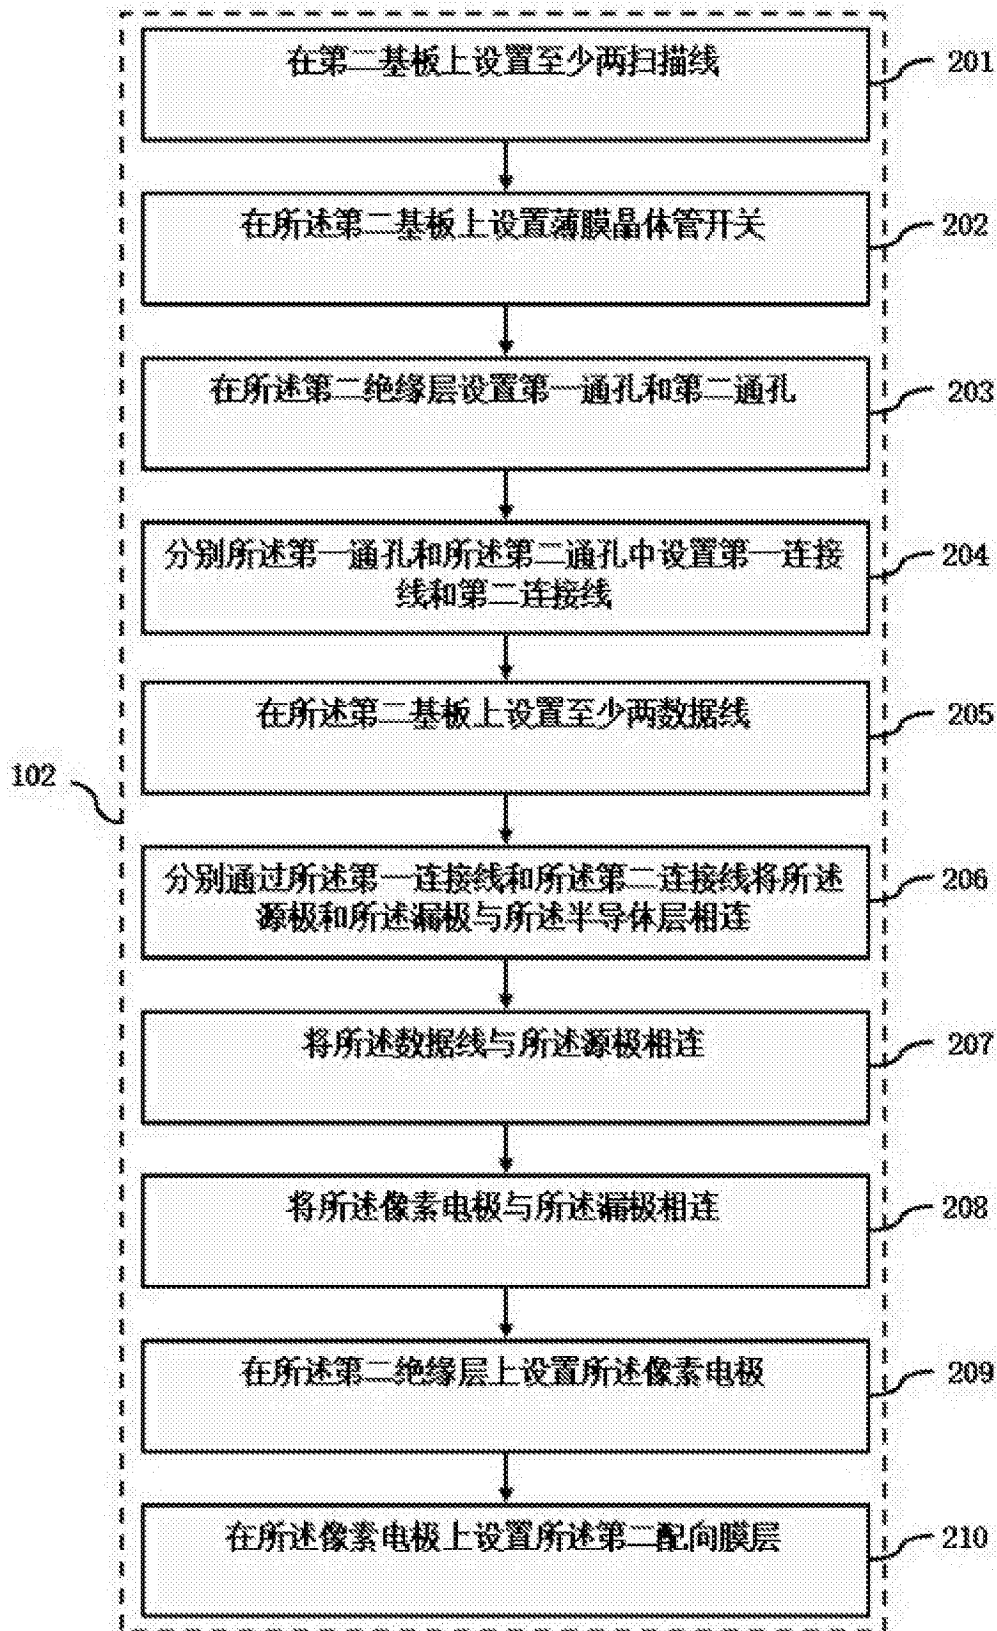 在第二基板上设置至少两扫描线
201
在所述第二基板上设置薄膜晶体管开关
202
在所述第二绝缘层设置第一通孔和第二通孔
203
分别所述第一通孔和所述第二通孔中设置第一连接
线和第二连接线
204
在所述第二基板上设置至少两数据线
205
102
分别通过所述第一连接线和所述第二连接线将所述
源极和所述漏极与所述半导体层相连
206
将所述数据线与所述源极相连
207
将所述像素电极与所述漏极相连
208
在所述第二绝缘层上设置所述像素电极
209
在所述像素电极上设置所述第二配向膜层
210